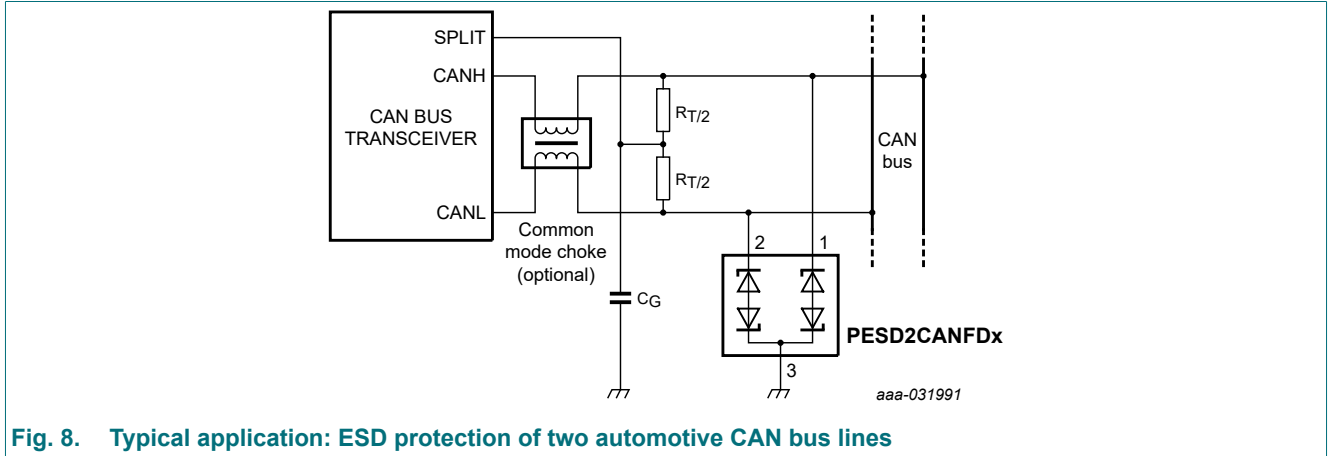 SPLIT
CANH
CAN BUS
TRANSCEIVER
CANL
Common
mode choke
(optional)
RT/2
RT/2
CG
CAN
bus
2
1
PESD2CANFDx
3
aaa-031991
Fig. 8. Typical application: ESD protection of two automotive CAN bus lines